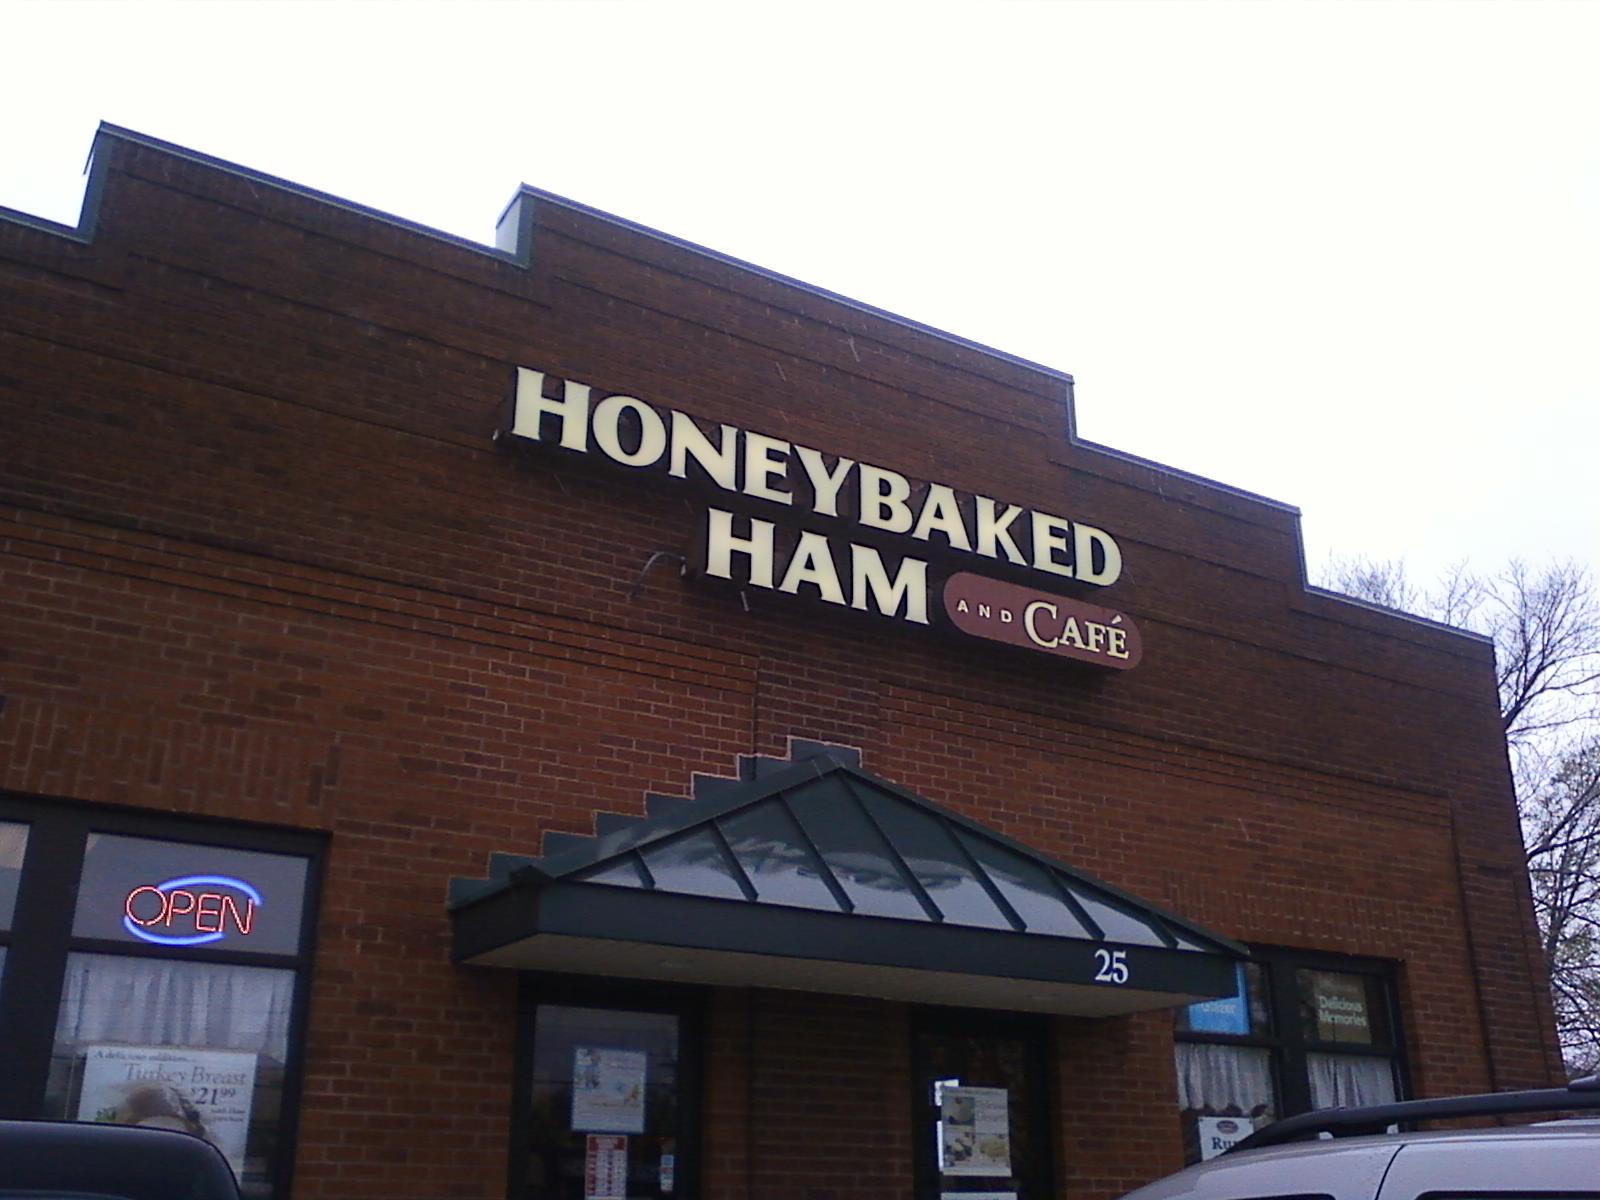 HONEYBAKED
HAM AND CAFÉ
OPEN
25
Delicious
Memories
A delicious addition...
Turkey Breast
$21.99